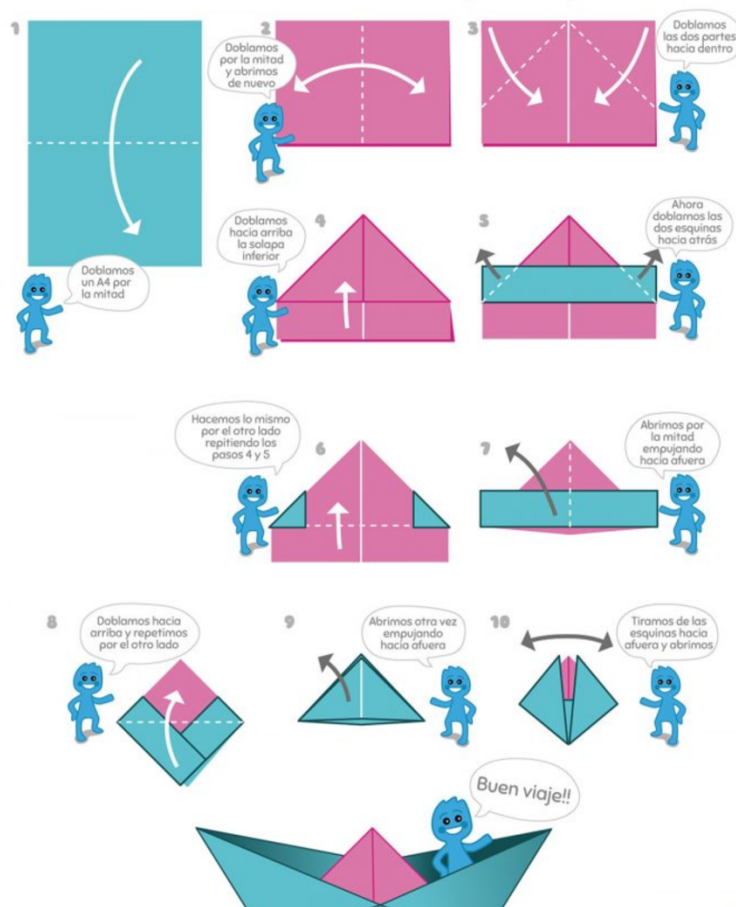 1
Doblamos
un A4 por
la mitad
2
Doblamos
por la mitad
y abrimos
de nuevo
3
Doblamos
las dos partes
hacia dentro
4
Doblamos
hacia arriba
la solapa
inferior
5
Ahora
doblamos las
dos esquinas
hacia atrás
6
Hacemos lo mismo
por el otro lado
repitiendo los
pasos 4 y 5
7
Abrimos por
la mitad
empujando
hacia afuera
8
Doblamos hacia
arriba y repetimos
por el otro lado
9
Abrimos otra vez
empujando
hacia afuera
10
Tiramos de las
esquinas hacia
afuera y abrimos
Buen viaje!!